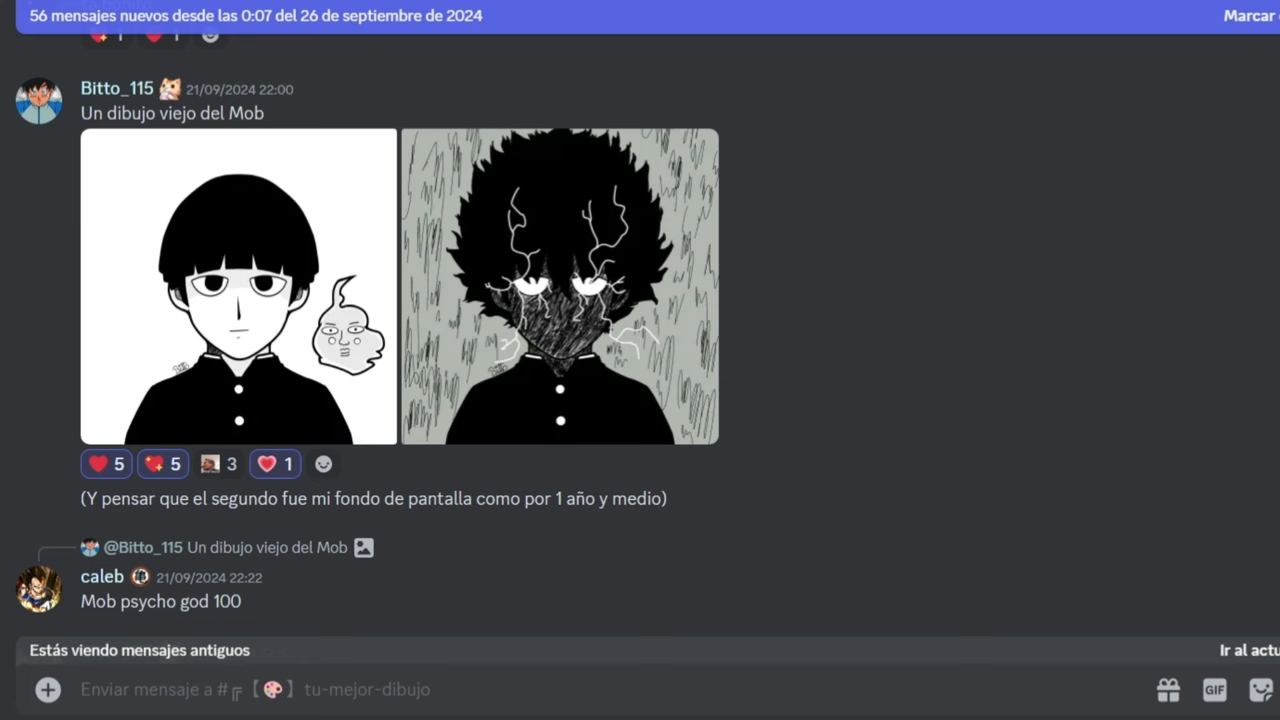 56 mensajes nuevos desde las 0:07 del 26 de septiembre de 2024
Marcar
1 1
Bitto_115 21/09/2024 22:00
Un dibujo viejo del Mob
5 5 3 1
(Y pensar que el segundo fue mi fondo de pantalla como por 1 año y medio)
@Bitto_115 Un dibujo viejo del Mob
caleb 21/09/2024 22:22
Mob psycho god 100
Estás viendo mensajes antiguos
Ir al actu
Enviar mensaje a #╔【🎨】tu-mejor-dibujo
GIF